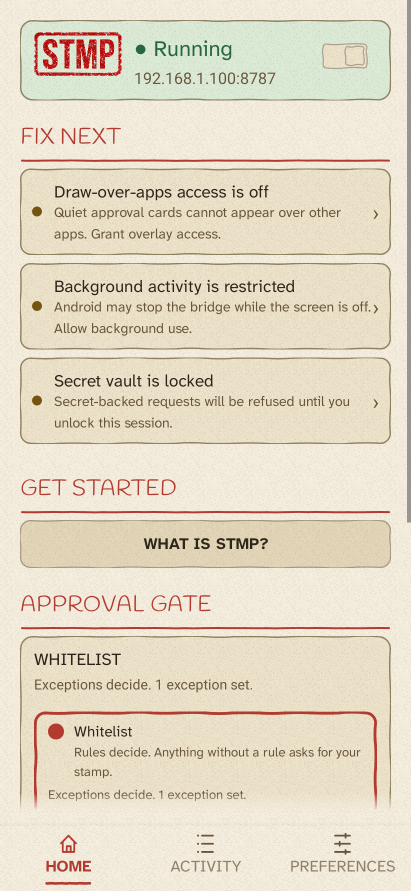 STMP
Running
192.168.1.100:8787
FIX NEXT
Draw-over-apps access is off
Quiet approval cards cannot appear over other
apps. Grant overlay access.
Background activity is restricted
Android may stop the bridge while the screen is off.
Allow background use.
Secret vault is locked
Secret-backed requests will be refused until you
unlock this session.
GET STARTED
WHAT IS STMP?
APPROVAL GATE
WHITELIST
Exceptions decide. 1 exception set.
Whitelist
Rules decide. Anything without a rule asks for your
stamp.
Exceptions decide. 1 exception set.
HOME
ACTIVITY
PREFERENCES